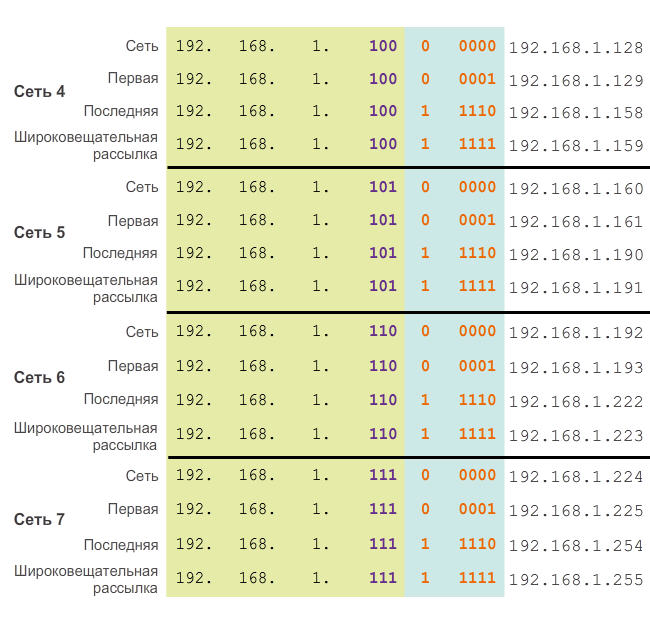 Сеть 192. 168. 1. 100 0 0000 192.168.1.128
Первая 192. 168. 1. 100 0 0001 192.168.1.129
Сеть 4
Последняя 192. 168. 1. 100 1 1110 192.168.1.158
Широковещательная
рассылка 192. 168. 1. 100 1 1111 192.168.1.159
Сеть 192. 168. 1. 101 0 0000 192.168.1.160
Первая 192. 168. 1. 101 0 0001 192.168.1.161
Сеть 5
Последняя 192. 168. 1. 101 1 1110 192.168.1.190
Широковещательная
рассылка 192. 168. 1. 101 1 1111 192.168.1.191
Сеть 192. 168. 1. 110 0 0000 192.168.1.192
Первая 192. 168. 1. 110 0 0001 192.168.1.193
Сеть 6
Последняя 192. 168. 1. 110 1 1110 192.168.1.222
Широковещательная
рассылка 192. 168. 1. 110 1 1111 192.168.1.223
Сеть 192. 168. 1. 111 0 0000 192.168.1.224
Первая 192. 168. 1. 111 0 0001 192.168.1.225
Сеть 7
Последняя 192. 168. 1. 111 1 1110 192.168.1.254
Широковещательная
рассылка 192. 168. 1. 111 1 1111 192.168.1.255